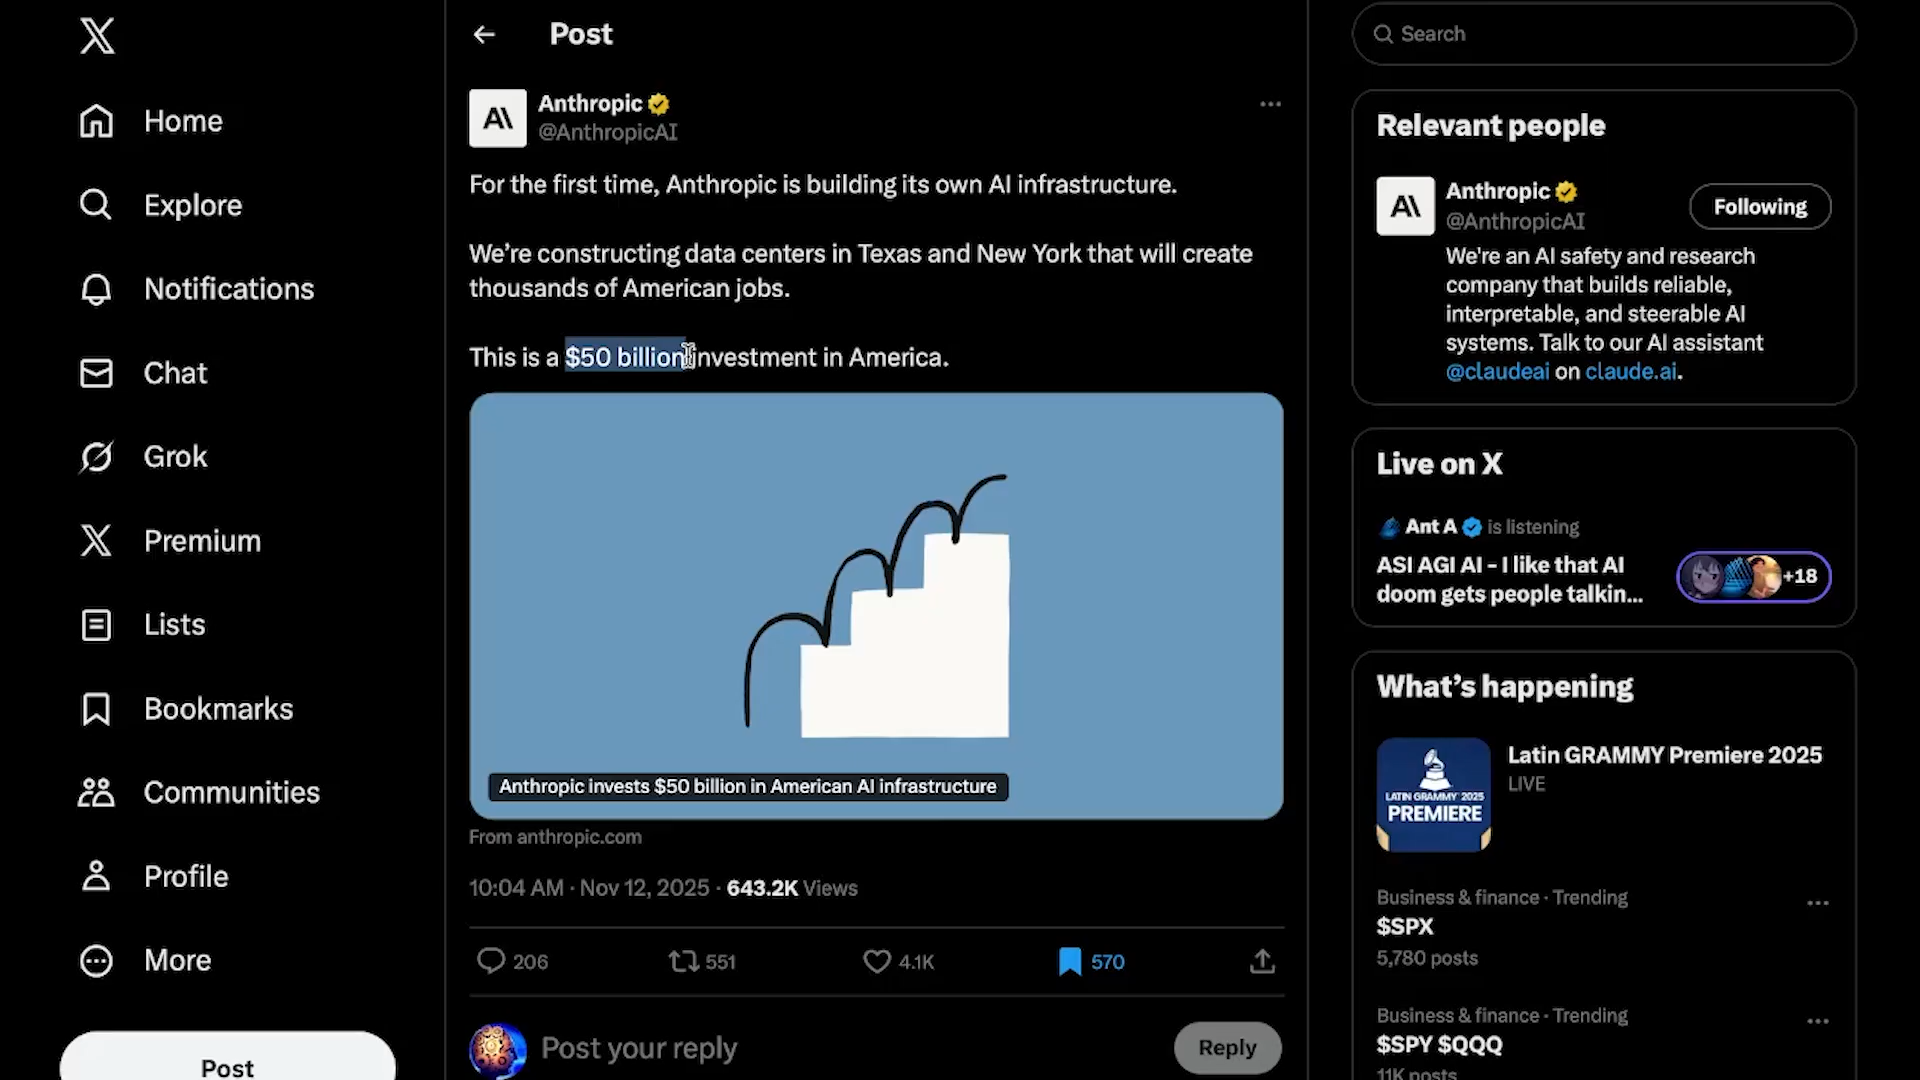 Home
Explore
Notifications
Chat
Grok
Premium
Lists
Bookmarks
Communities
Profile
More
Post
Post
Anthropic
@AnthropicAI
For the first time, Anthropic is building its own AI infrastructure.
We're constructing data centers in Texas and New York that will create
thousands of American jobs.
This is a $50 billion investment in America.
Anthropic invests $50 billion in American AI infrastructure
From anthropic.com
10:04 AM · Nov 12, 2025 · 643.2K Views
206 551 4.1K 570
Post your reply
Reply
Search
Relevant people
Anthropic
@AnthropicAI
Following
We're an AI safety and research
company that builds reliable,
interpretable, and steerable AI
systems. Talk to our AI assistant
@claudeai on claude.ai.
Live on X
Ant A is listening
ASI AGI AI - I like that AI
doom gets people talkin...
+18
What's happening
LATIN GRAMMY 2025
PREMIERE
Latin GRAMMY Premiere 2025
LIVE
Business & finance · Trending
$SPX
5,780 posts
Business & finance · Trending
$SPY $QQQ
11K posts